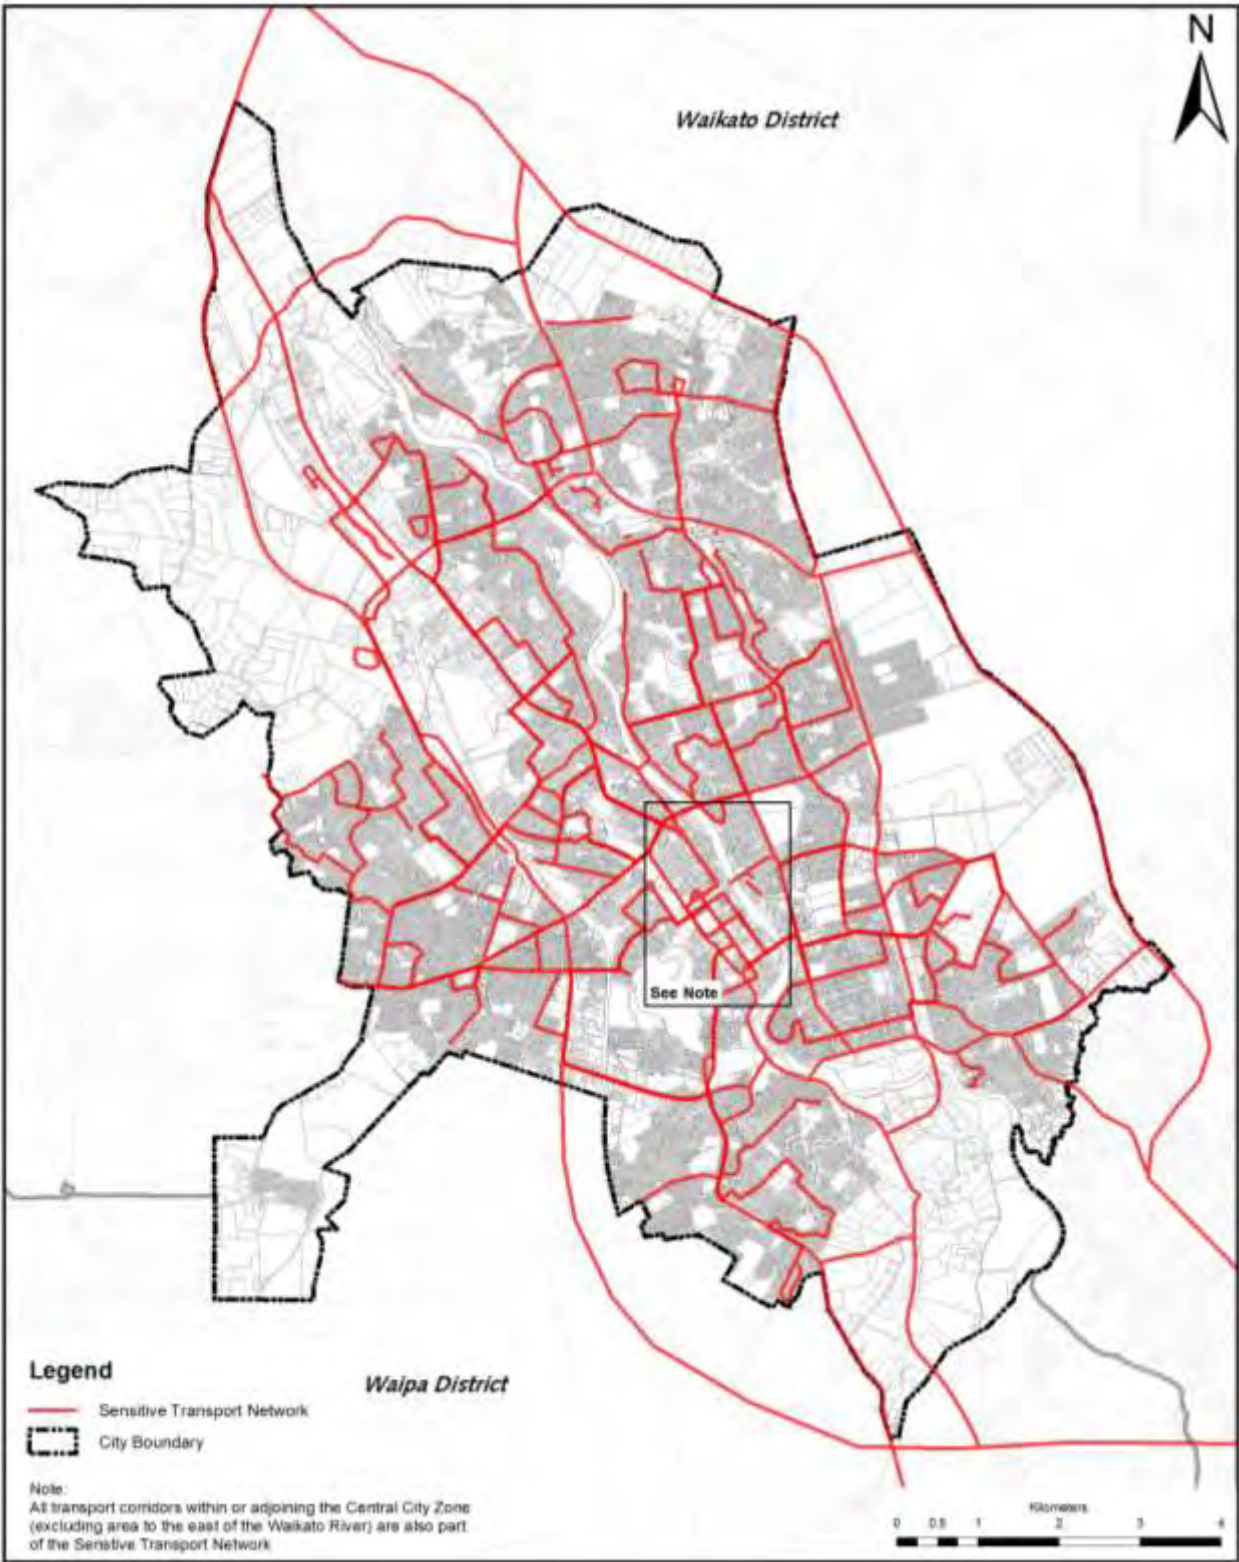 N
Waikato District
See Note
Legend
Waipa District
Sensitive Transport Network
City Boundary
Note:
All transport corridors within or adjoining the Central City Zone
(excluding area to the east of the Waikato River) are also part
of the Senstive Transport Network
Kilometers
0 0.5 1 2 3 4